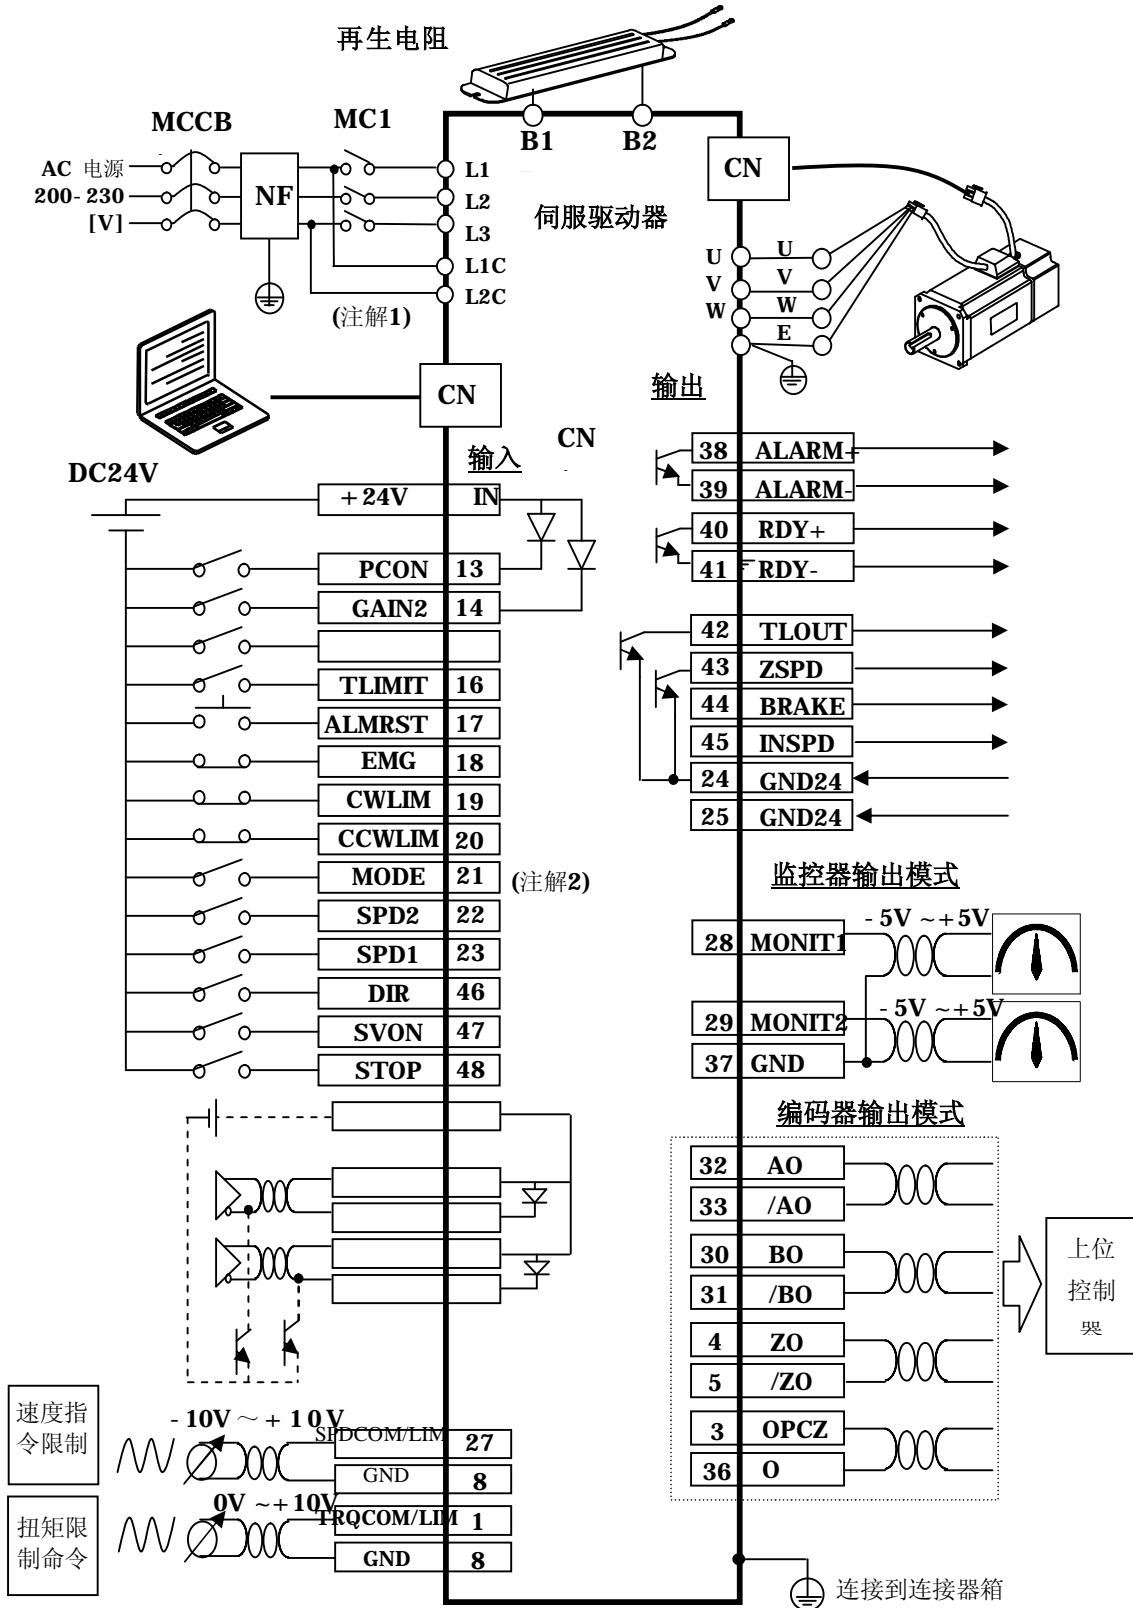 再生电阻
MCCB
MC1
B1
B2
AC 电源
200-230
[V]
NF
L1
L2
L3
L1C
L2C
(注解1)
伺服驱动器
CN
U
V
W
U
V
W
E
CN
CN
输出
38 ALARM+
39 ALARM-
40 RDY+
41 RDY-
42 TLOUT
43 ZSPD
44 BRAKE
45 INSPD
24 GND24
25 GND24
输入
DC24V
+24V IN
PCON 13
GAIN2 14
TLIMIT 16
ALMRST 17
EMG 18
CWLIM 19
CCWLIM 20
MODE 21 (注解2)
SPD2 22
SPD1 23
DIR 46
SVON 47
STOP 48
监控器输出模式
-5V ~+5V
28 MONIT1
-5V ~+5V
29 MONIT2
37 GND
编码器输出模式
32 AO
33 /AO
30 BO
31 /BO
4 ZO
5 /ZO
3 OPCZ
36 O
上位
控制
器
速度指
令限制
-10V～+10V
SPDCOM/LIM 27
GND 8
扭矩限
制命令
0V ~+10V
TRQCOM/LIM 1
GND 8
连接到连接器箱